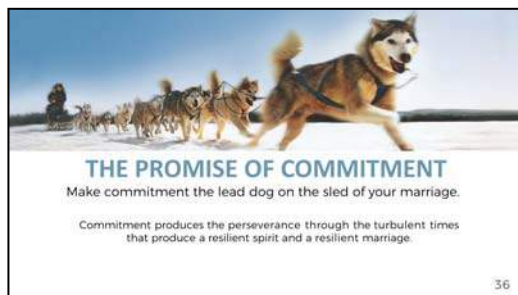 THE PROMISE OF COMMITMENT
Make commitment the lead dog on the sled of your marriage.
Commitment produces the perseverance through the turbulent times
that produce a resilient spirit and a resilient marriage.
36